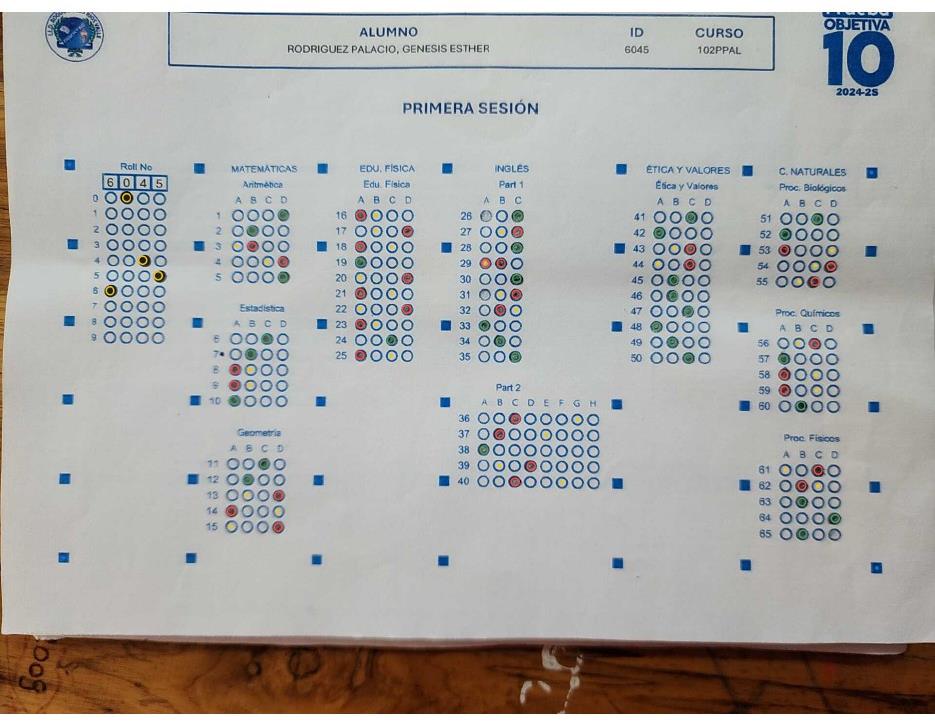 Prueba
OBJETIVA
10
2024-2S
ALUMNO ID CURSO
RODRIGUEZ PALACIO, GENESIS ESTHER 6045 102PPAL
PRIMERA SESIÓN
Roll No
6 0 4 5
0
1
2
3
4
5
6
7
8
9
MATEMÁTICAS
Aritmética
A B C D
1
2
3
4
5
Estadística
A B C D
6
7
8
9
10
Geometría
A B C D
11
12
13
14
15
EDU. FÍSICA
Edu. Física
A B C D
16
17
18
19
20
21
22
23
24
25
INGLÉS
Part 1
A B C
26
27
28
29
30
31
32
33
34
35
Part 2
A B C D E F G H
36
37
38
39
40
ÉTICA Y VALORES
Ética y Valores
A B C D
41
42
43
44
45
46
47
48
49
50
C. NATURALES
Proc. Biológicos
A B C D
51
52
53
54
55
Proc. Químicos
A B C D
56
57
58
59
60
Proc. Físicos
A B C D
61
62
63
64
65